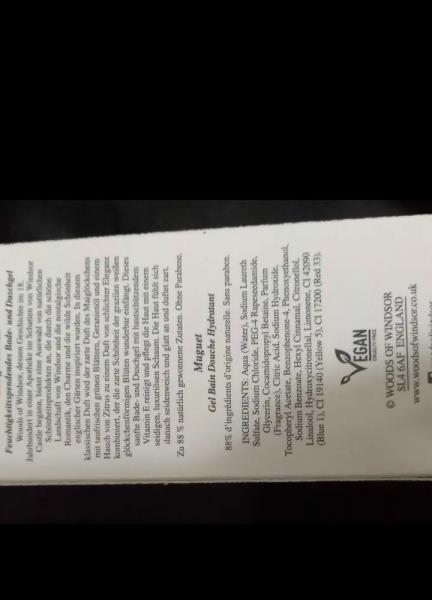 Feuchtigkeitsspendendes Bade- und Duschgel
Woods of Windsor, dessen Geschichte im 18.
Jahrhundert in einer Apotheke im Schatten von Windsor
Castle begann, bietet eine Auswahl von natürlichen
Schönheitsprodukten an, die durch die schöne
Landschaft von Windsor und die nostalgische
Romantik, den Charme und die wilde Schönheit
englischer Gärten inspiriert wurden. In diesem
klassischen Duft wird der zarte Duft des Maiglöckchens
mit taufrischen grünen Blättern, Geraniumöl und einem
Hauch von Zitrus zu einem Duft von schlichter Eleganz
kombiniert, der die zarte Schönheit der grazilen weißen
glöckchenförmigen Blüten wunderbar einfängt. Dieses
sanfte Bade- und Duschgel mit hautschützendem
Vitamin E reinigt und pflegt die Haut mit einem
seidigen, luxuriösen Schaum. Die Haut fühlt sich
danach seidenweich und glatt an und duftet zart.
Zu 88 % natürlich gewonnene Zutaten. Ohne Parabene.
Muguet
Gel Bain Douche Hydratant
88% d'ingrédients d'origine naturelle. Sans paraben.
INGREDIENTS: Aqua (Water), Sodium Laureth
Sulfate, Sodium Chloride, PEG-4 Rapeseedamide,
Glycerin, Cocamidopropyl Betaine, Parfum
(Fragrance), Citric Acid, Sodium Hydroxide,
Tocopheryl Acetate, Benzophenone-4, Phenoxyethanol,
Sodium Benzoate, Hexyl Cinnamal, Citronellol,
Linalool, Hydroxycitronellal, Limonene, CI 42090
(Blue 1), CI 19140 (Yellow 5), CI 17200 (Red 33).
VEGAN
CRUELTY FREE
© WOODS OF WINDSOR
SL4 6AF ENGLAND
www.woodsofwindsor.co.uk